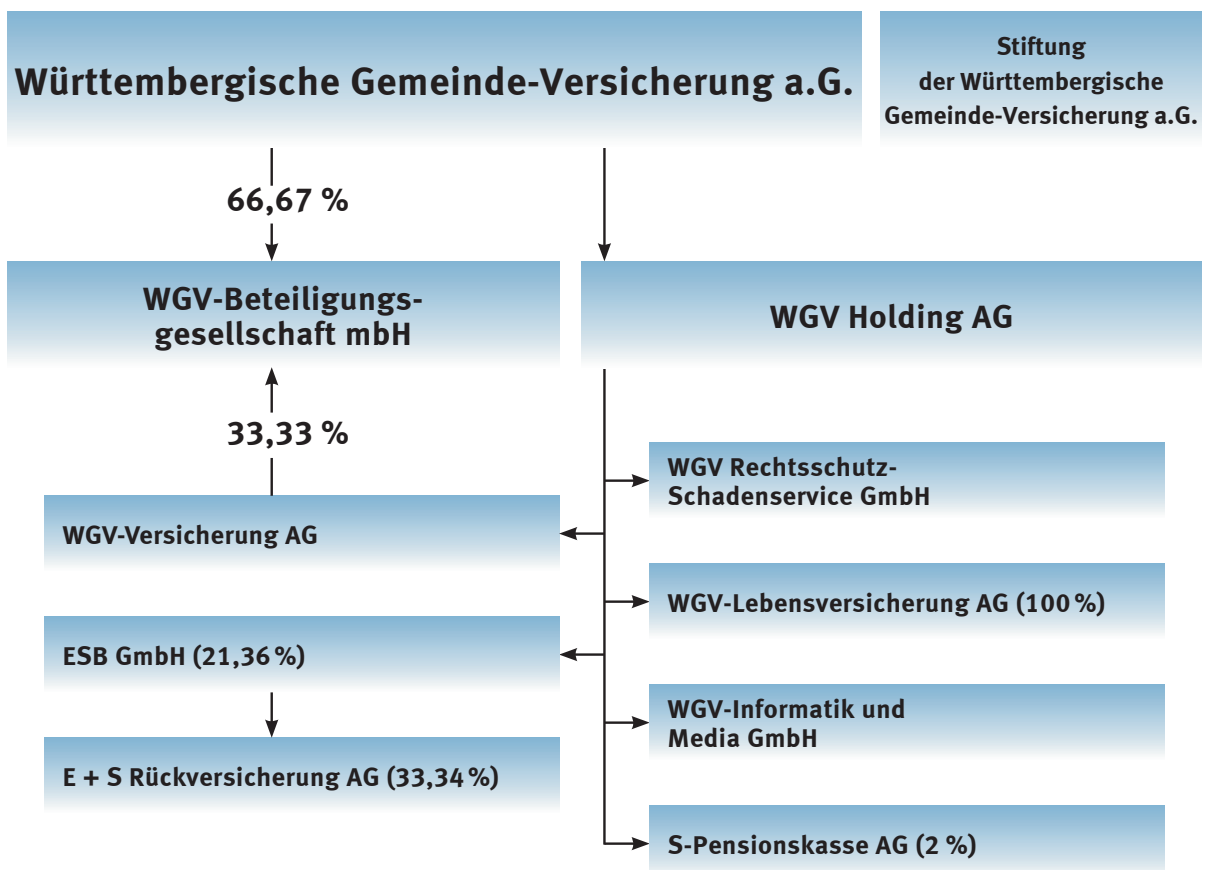 Württembergische Gemeinde-Versicherung a.G.
Stiftung
der Württembergische
Gemeinde-Versicherung a.G.
66,67 %
WGV-Beteiligungs-
gesellschaft mbH
WGV Holding AG
33,33 %
WGV Rechtsschutz-
Schadenservice GmbH
WGV-Versicherung AG
WGV-Lebensversicherung AG (100 %)
ESB GmbH (21,36 %)
WGV-Informatik und
Media GmbH
E + S Rückversicherung AG (33,34 %)
S-Pensionskasse AG (2 %)